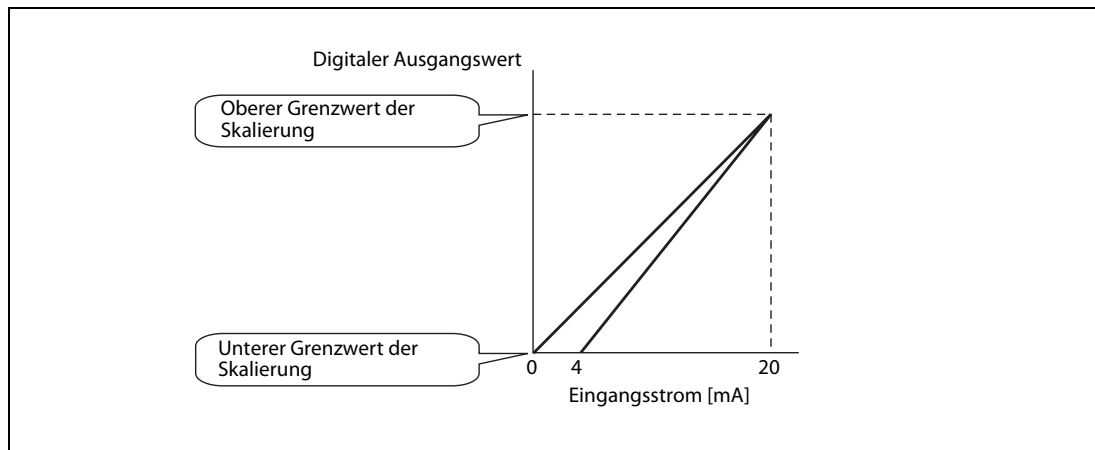 Digitaler Ausgangswert
Oberer Grenzwert der
Skalierung
Unterer Grenzwert der
Skalierung
0 4 20
Eingangsstrom [mA]